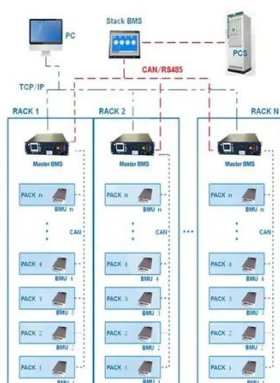 Stack BMS
PC
PCS
CAN/RS485
TCP/IP
RACK 1
RACK 2
RACK N
Master BMS
Master BMS
Master BMS
PACK n
PACK n
PACK n
BMU n
BMU n
BMU n
CAN
CAN
CAN
PACK 4
PACK 4
PACK 4
BMU 4
BMU 4
BMU 4
PACK 3
PACK 3
PACK 3
BMU 3
BMU 3
BMU 3
PACK 2
PACK 2
PACK 2
BMU 2
BMU 2
BMU 2
PACK 1
PACK 1
PACK 1